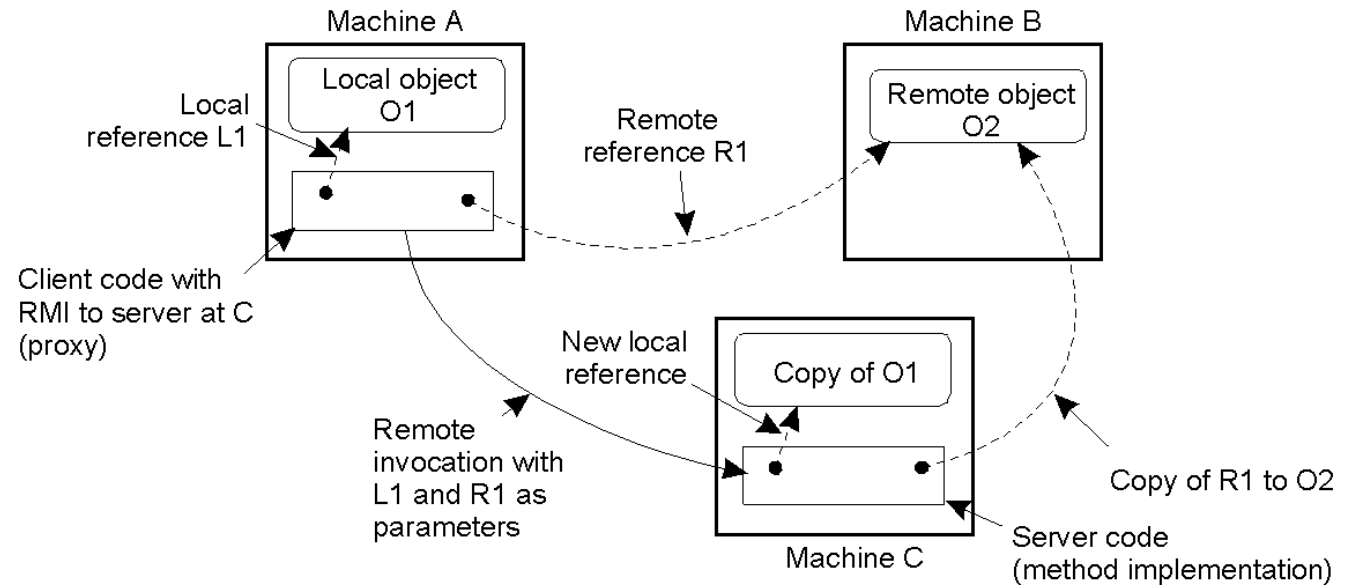 Machine A
Machine B
Local object
O1
Remote object
O2
Local
reference L1
Remote
reference R1
Client code with
RMI to server at C
(proxy)
New local
reference
Copy of O1
Remote
invocation with
L1 and R1 as
parameters
Copy of R1 to O2
Machine C
Server code
(method implementation)